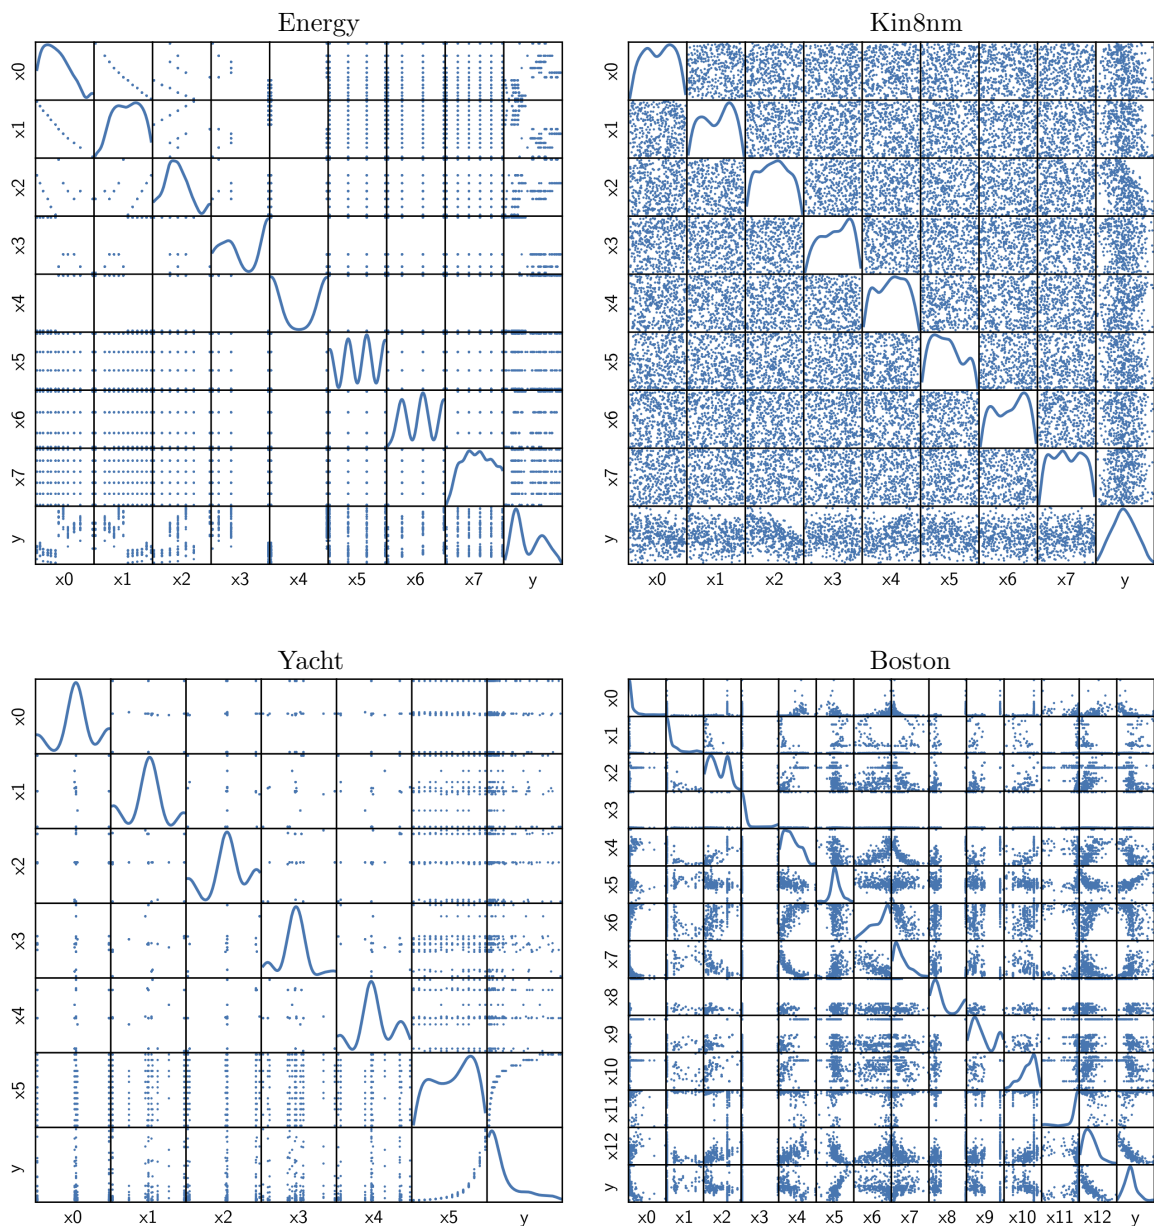 Energy
x0
x1
x2
x3
x4
x5
x6
x7
y
x0 x1 x2 x3 x4 x5 x6 x7 y
Kin8nm
x0
x1
x2
x3
x4
x5
x6
x7
y
x0 x1 x2 x3 x4 x5 x6 x7 y
Yacht
x0
x1
x2
x3
x4
x5
y
x0 x1 x2 x3 x4 x5 y
Boston
x0
x1
x2
x3
x4
x5
x6
x7
x8
x9
x10
x11
x12
y
x0 x1 x2 x3 x4 x5 x6 x7 x8 x9 x10 x11 x12 y